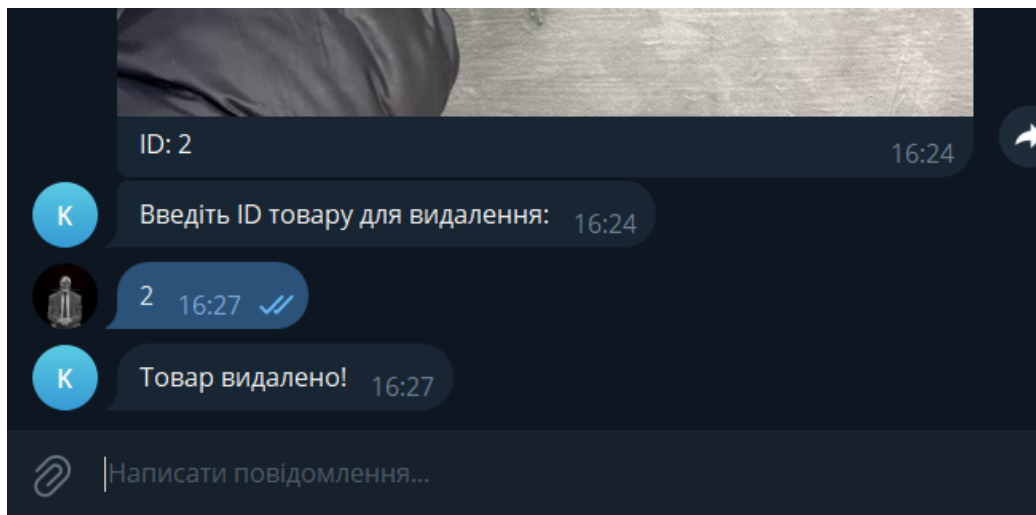 ID: 2
16:24
К
Введіть ID товару для видалення: 16:24
2 16:27
К
Товар видалено! 16:27
Написати повідомлення...